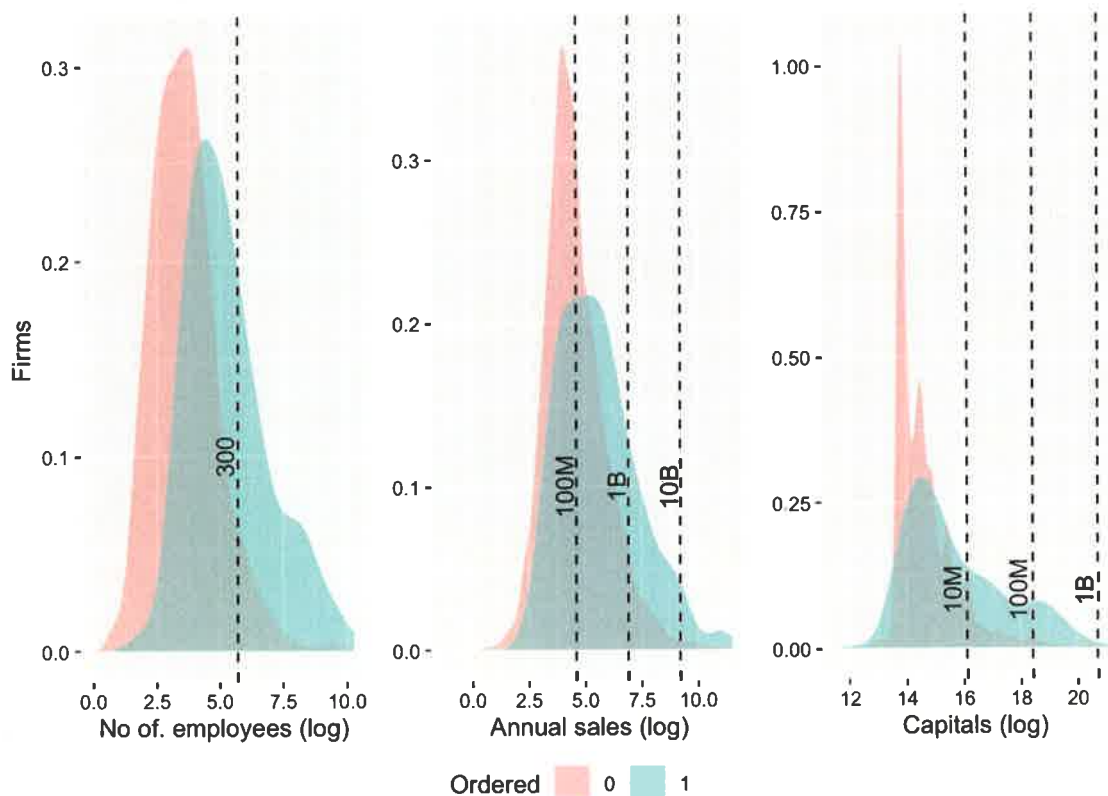 Firms
0.3
0.2
0.1
0.0
300
0.0 2.5 5.0 7.5 10.0
No of. employees (log)
0.3
0.2
0.1
0.0
100M
1B
10B
0.0 2.5 5.0 7.5 10.0
Annual sales (log)
1.00
0.75
0.50
0.25
0.00
10M
100M
1B
12 14 16 18 20
Capitals (log)
Ordered 0 1